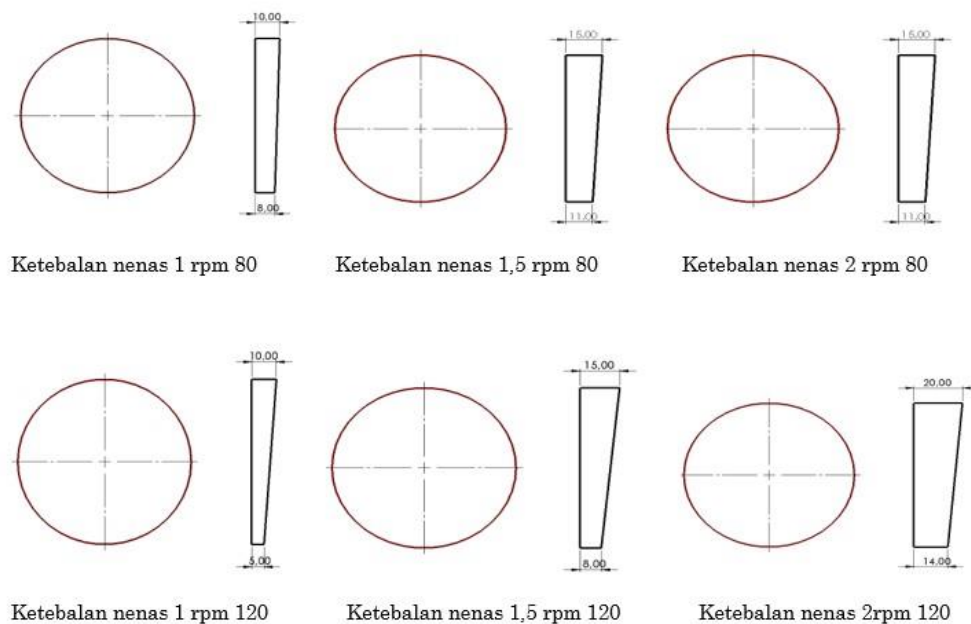 10,00
15,00
15,00
8,00
11,00
11,00
Ketebalan nenas 1 rpm 80
Ketebalan nenas 1,5 rpm 80
Ketebalan nenas 2 rpm 80
10,00
15,00
20,00
5,00
8,00
14,00
Ketebalan nenas 1 rpm 120
Ketebalan nenas 1,5 rpm 120
Ketebalan nenas 2rpm 120